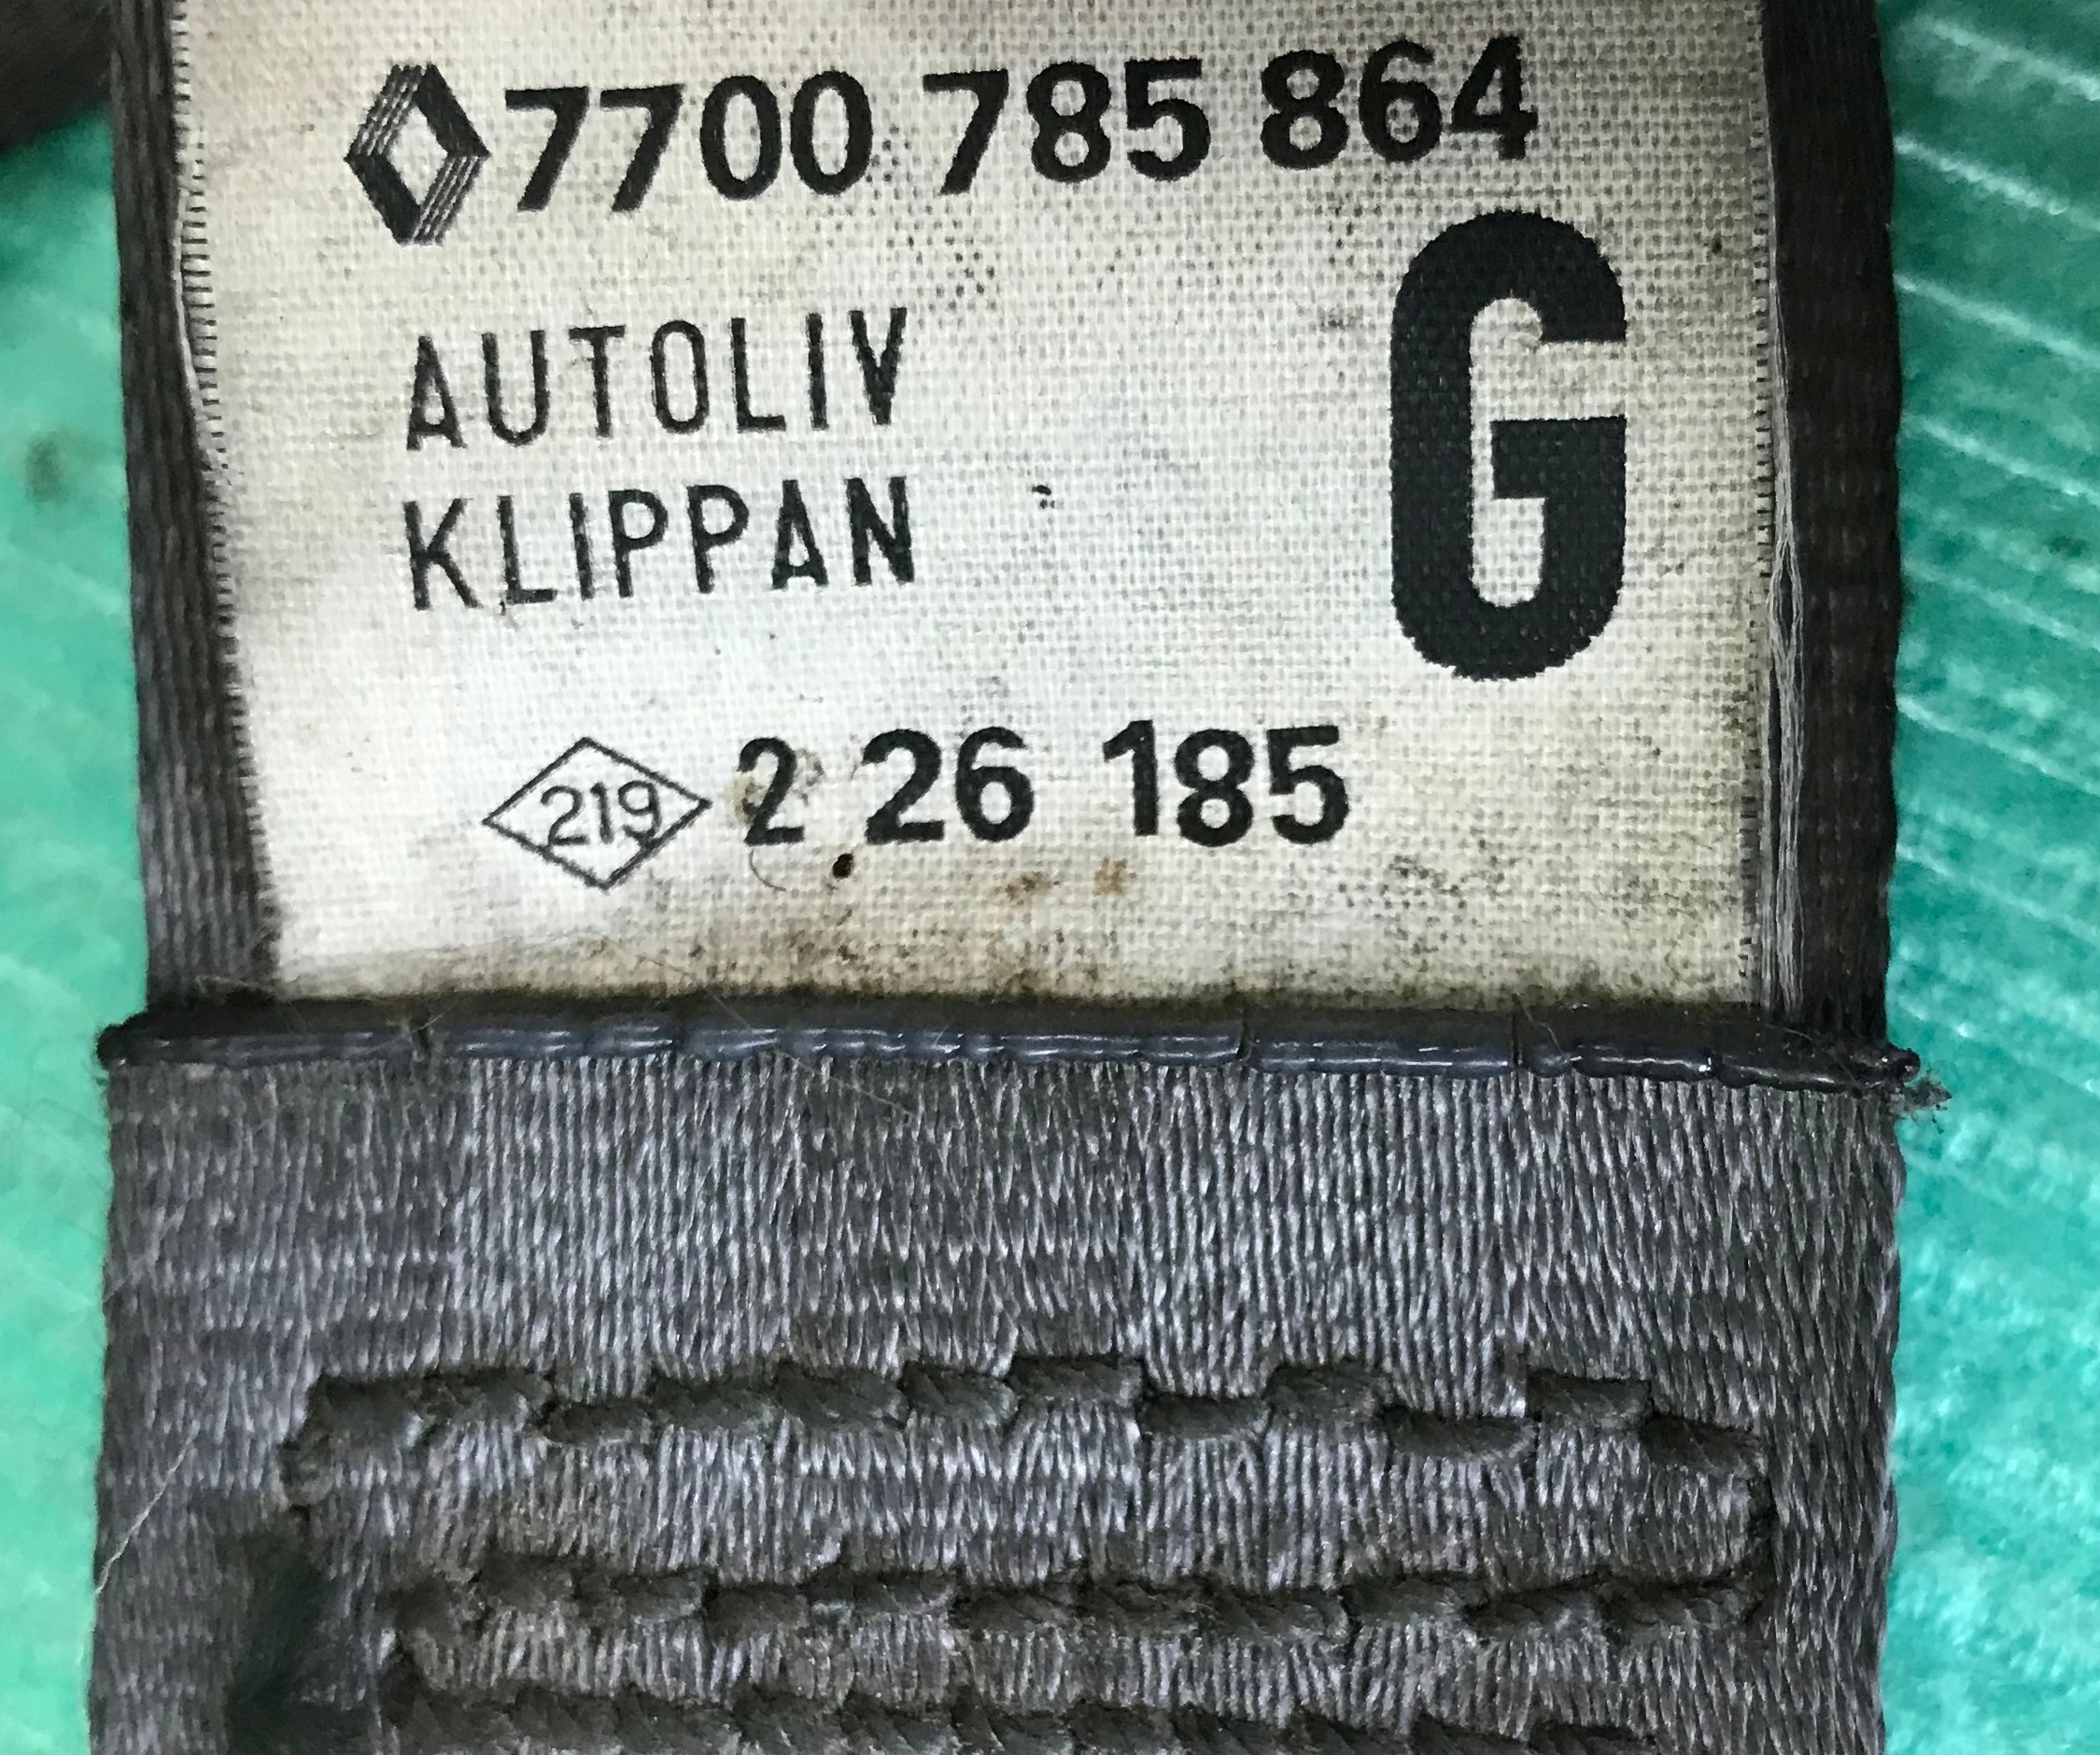 7700 785 864
AUTOLIV
G
KLIPPAN
219 2 26 185